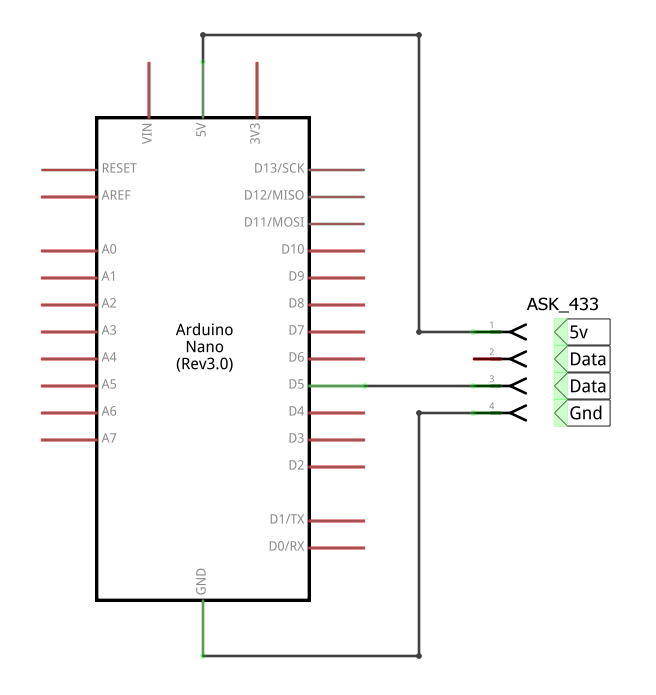 VIN
5V
3V3
RESET
AREF
A0
A1
A2
A3
A4
A5
A6
A7
Arduino
Nano
(Rev3.0)
D13/SCK
D12/MISO
D11/MOSI
D10
D9
D8
D7
D6
D5
D4
D3
D2
D1/TX
D0/RX
GND
ASK_433
1
5v
2
Data
3
Data
4
Gnd